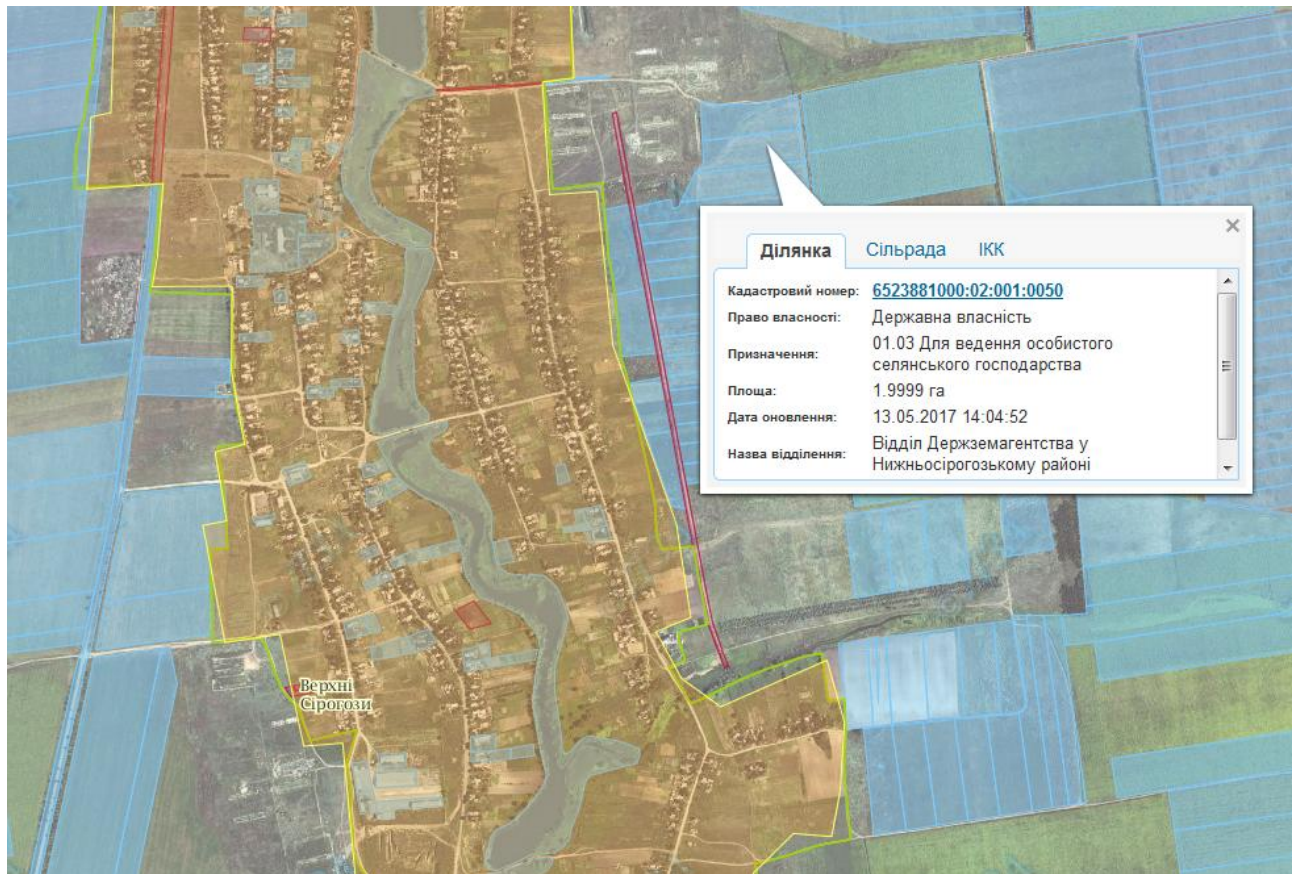 Ділянка Сільрада ІКК
Кадастровий номер: 6523881000:02:001:0050
Право власності: Державна власність
Призначення: 01.03 Для ведення особистого
селянського господарства
Площа: 1.9999 га
Дата оновлення: 13.05.2017 14:04:52
Назва відділення: Відділ Держземагентства у
Нижньосірогозькому районі
Верхні
Сірогози